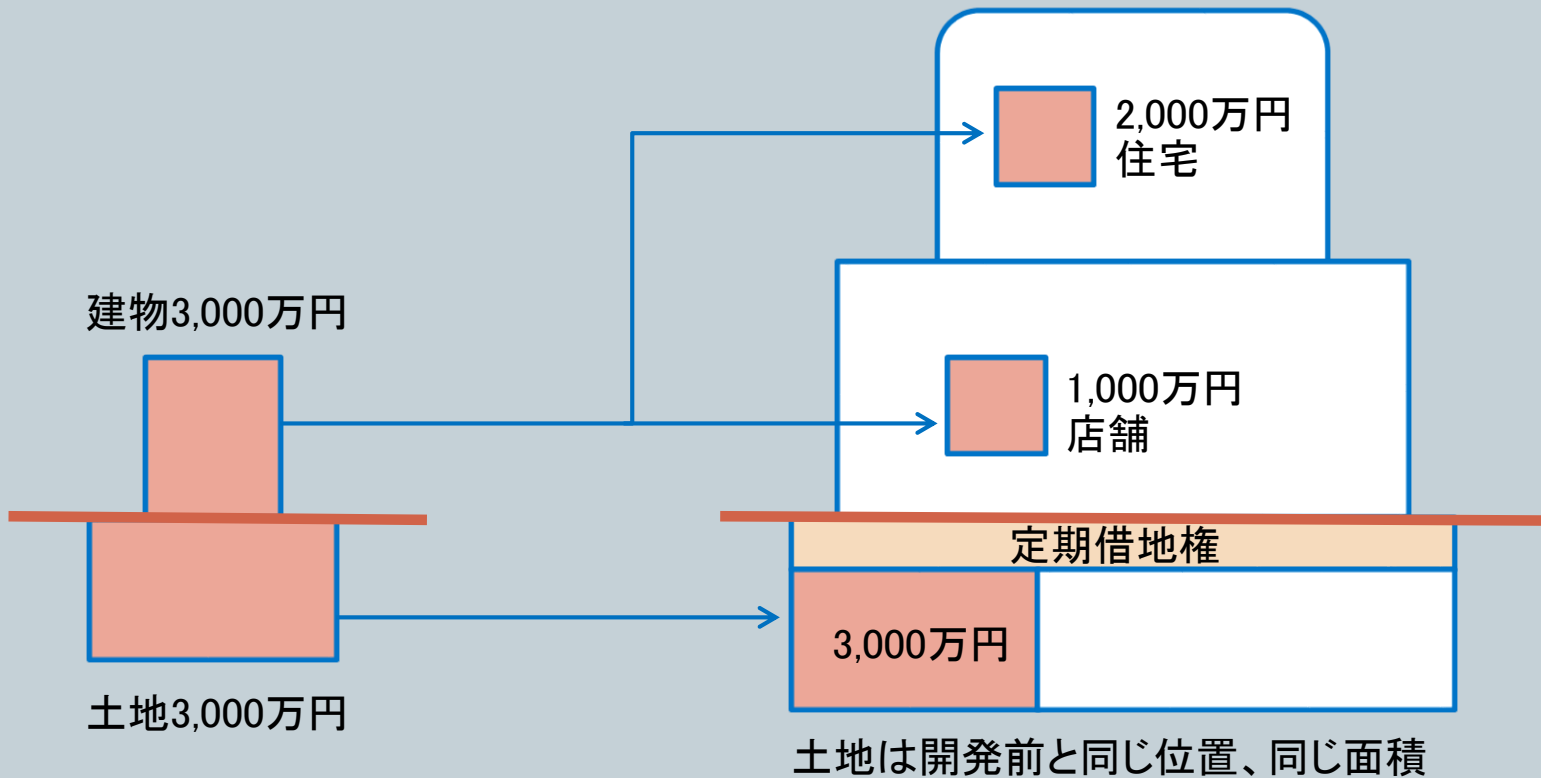 2,000万円
住宅
建物3,000万円
1,000万円
店舗
定期借地権
3,000万円
土地3,000万円
土地は開発前と同じ位置、同じ面積